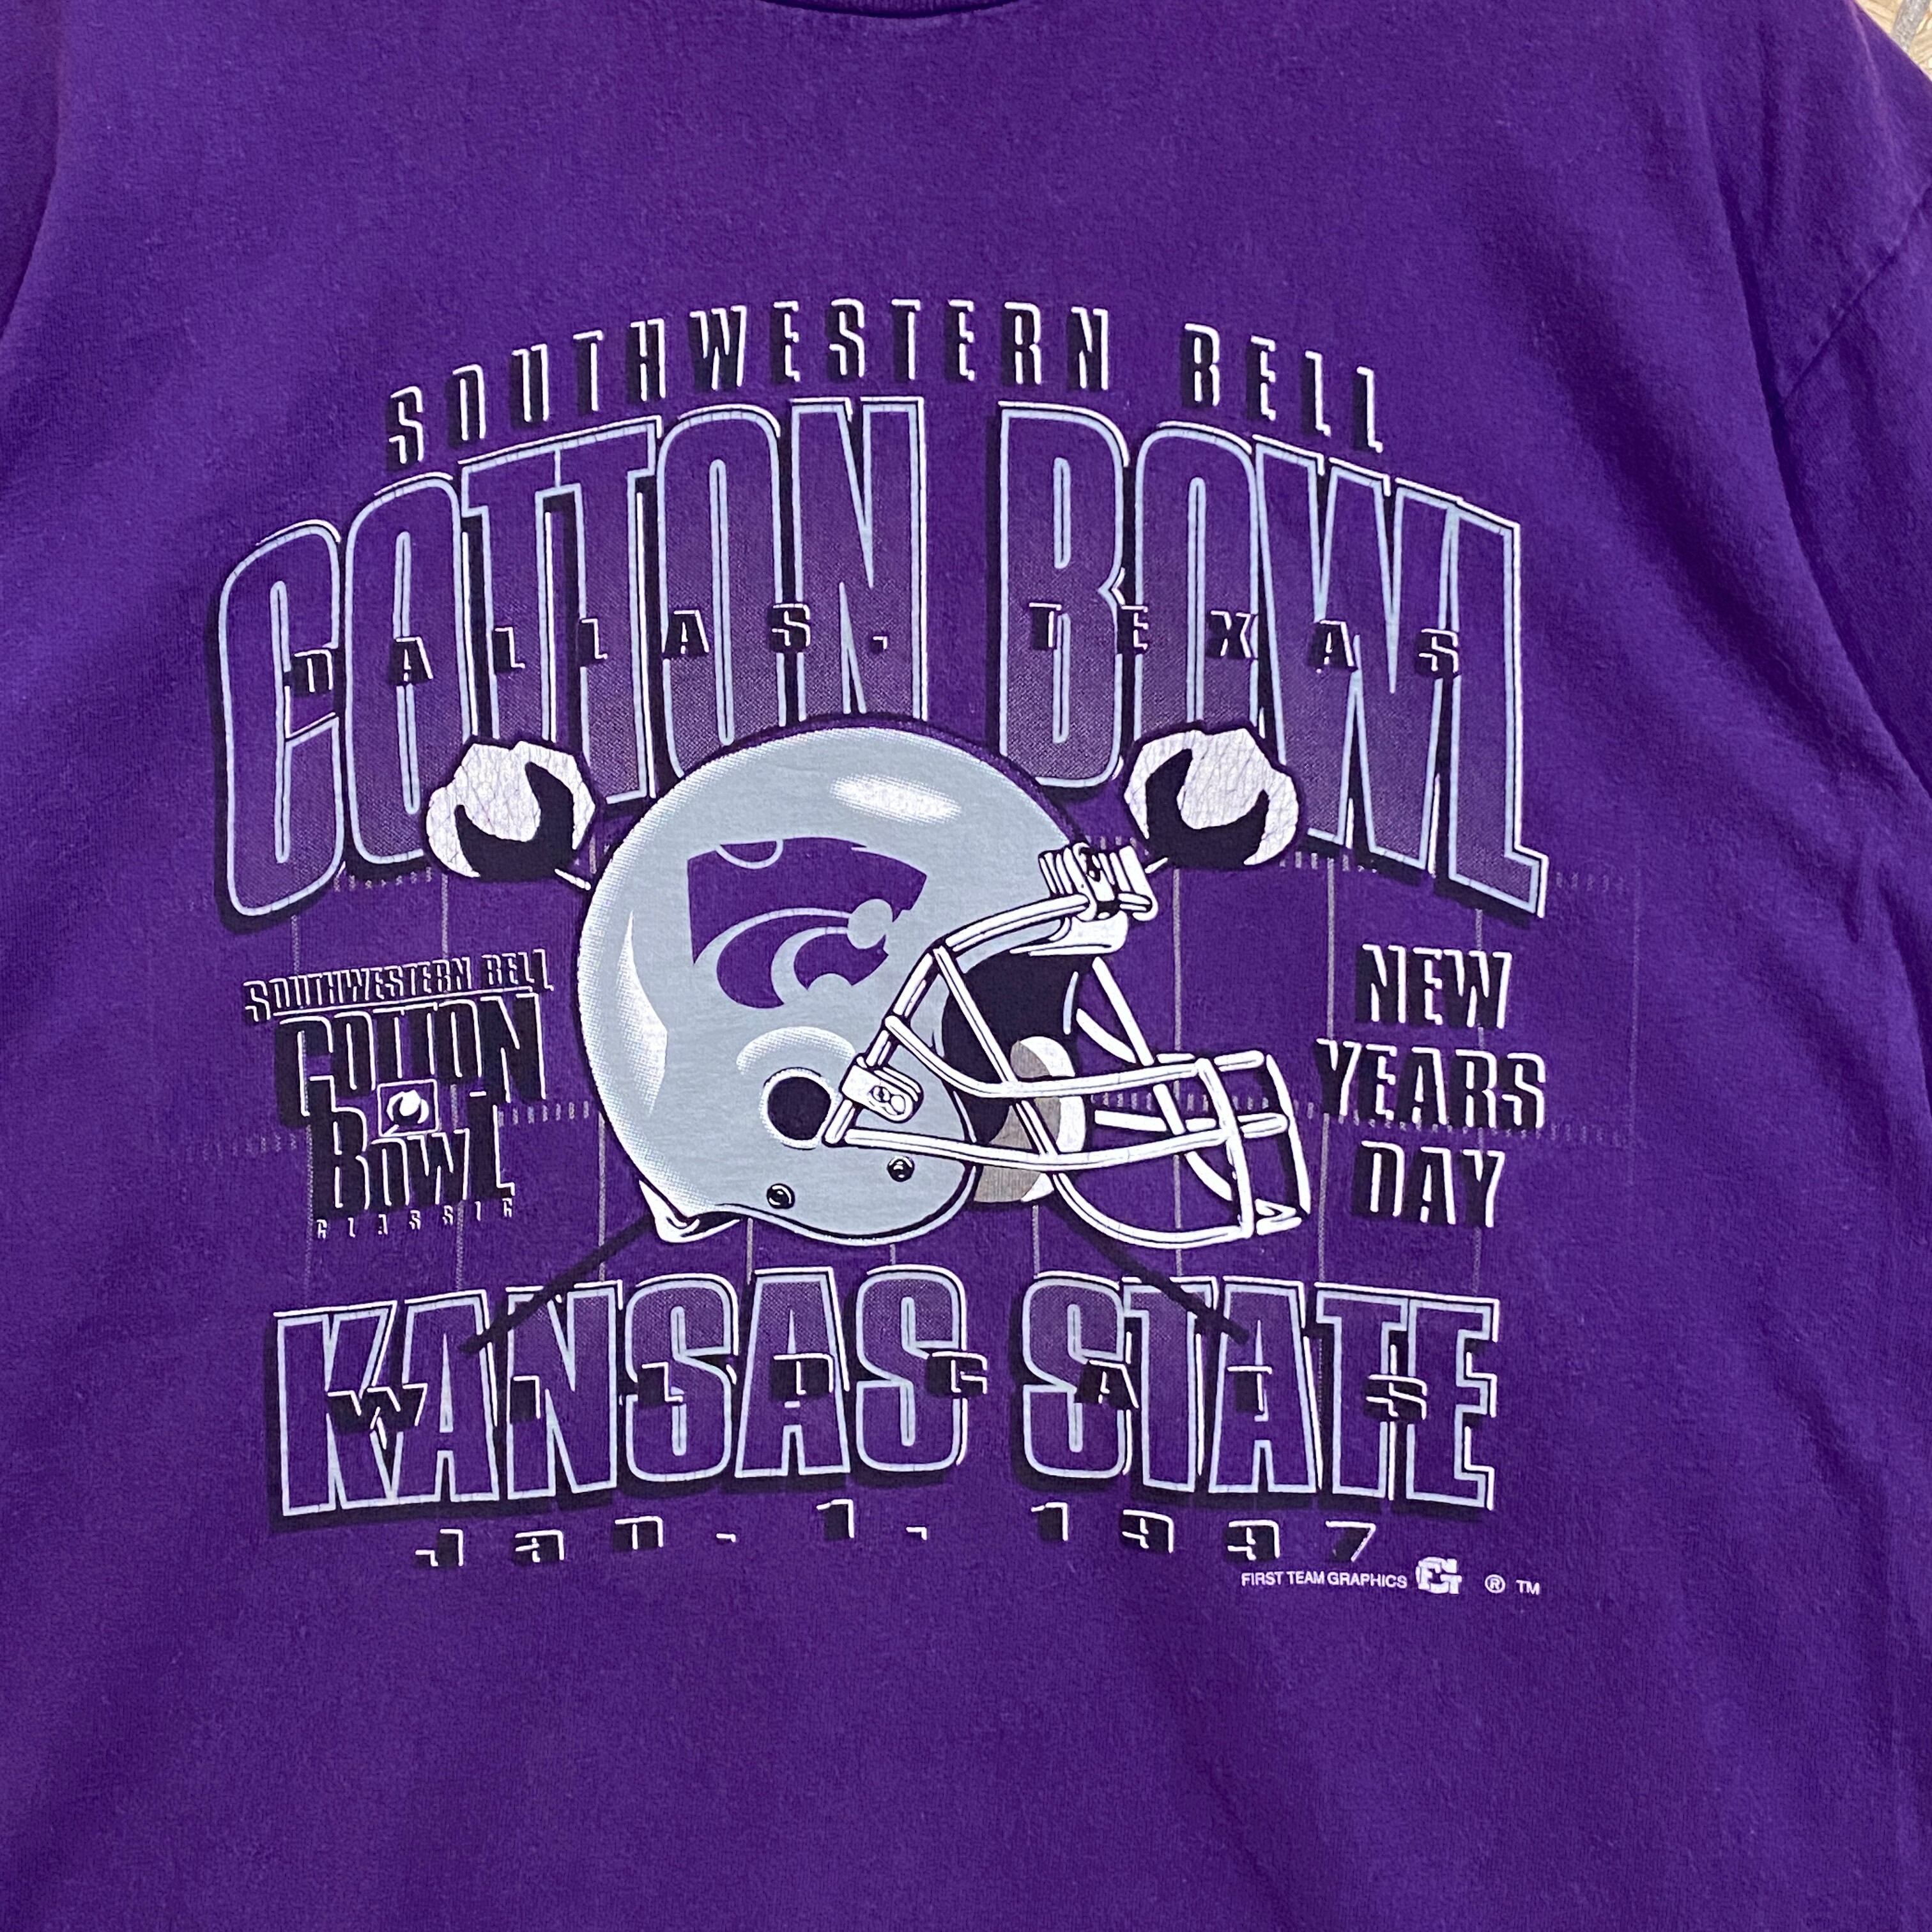 SOUTHWESTERN BELL
COTTON BOWL
DALLAS, TEXAS
SOUTHWESTERN BELL
COTTON
BOWL
CLASSIC
NEW
YEARS
DAY
KANSAS STATE
WILDCATS
Jan. 1, 1997
FIRST TEAM GRAPHICS FTG ® TM